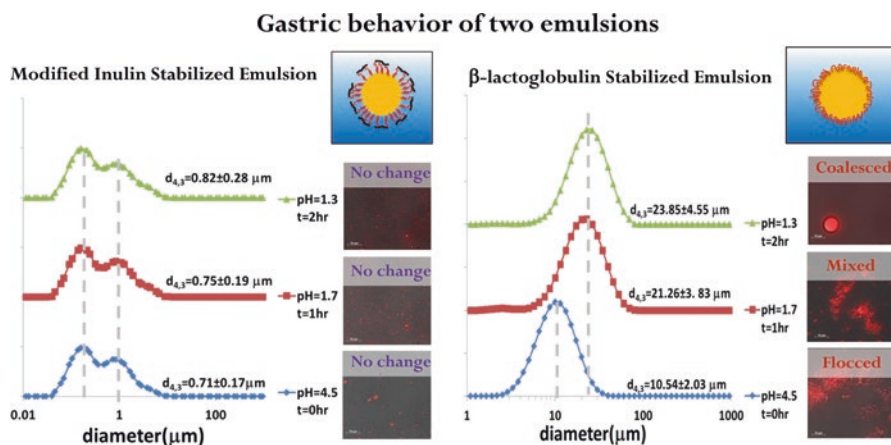 Gastric behavior of two emulsions
Modified Inulin Stabilized Emulsion
d4,3=0.82±0.28 μm
pH=1.3
t=2hr
No change
d4,3=0.75±0.19 μm
pH=1.7
t=1hr
No change
d4,3=0.71±0.17μm
pH=4.5
t=0hr
No change
0.01
1
100
diameter(μm)
β-lactoglobulin Stabilized Emulsion
d4,3=23.85±4.55 μm
pH=1.3
t=2hr
Coalesced
d4,3=21.26±3. 83 μm
pH=1.7
t=1hr
Mixed
d4,3=10.54±2.03 μm
pH=4.5
t=0hr
Flocced
1
10
100
1000
diameter(μm)